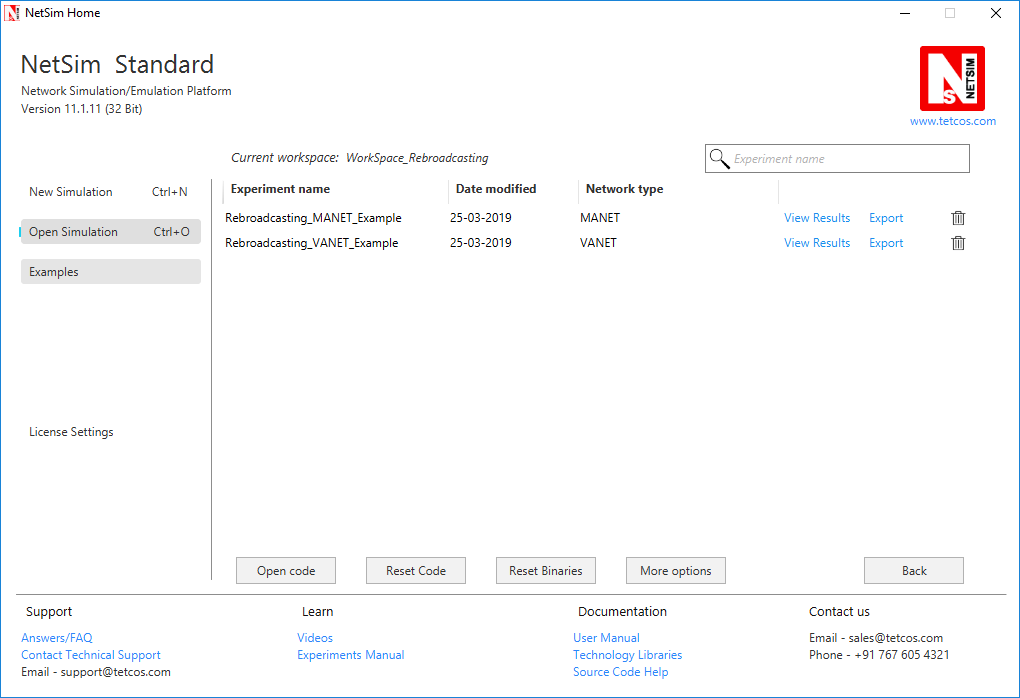 NetSim Home
NetSim Standard
Network Simulation/Emulation Platform
Version 11.1.11 (32 Bit)
NETSIM
NS
www.tetcos.com
Current workspace: WorkSpace_Rebroadcasting
Experiment name
New Simulation Ctrl+N
Open Simulation Ctrl+O
Examples
License Settings
Experiment name Date modified Network type
Rebroadcasting_MANET_Example 25-03-2019 MANET View Results Export
Rebroadcasting_VANET_Example 25-03-2019 VANET View Results Export
Open code Reset Code Reset Binaries More options Back
Support
Answers/FAQ
Contact Technical Support
Email - support@tetcos.com
Learn
Videos
Experiments Manual
Documentation
User Manual
Technology Libraries
Source Code Help
Contact us
Email - sales@tetcos.com
Phone - +91 767 605 4321